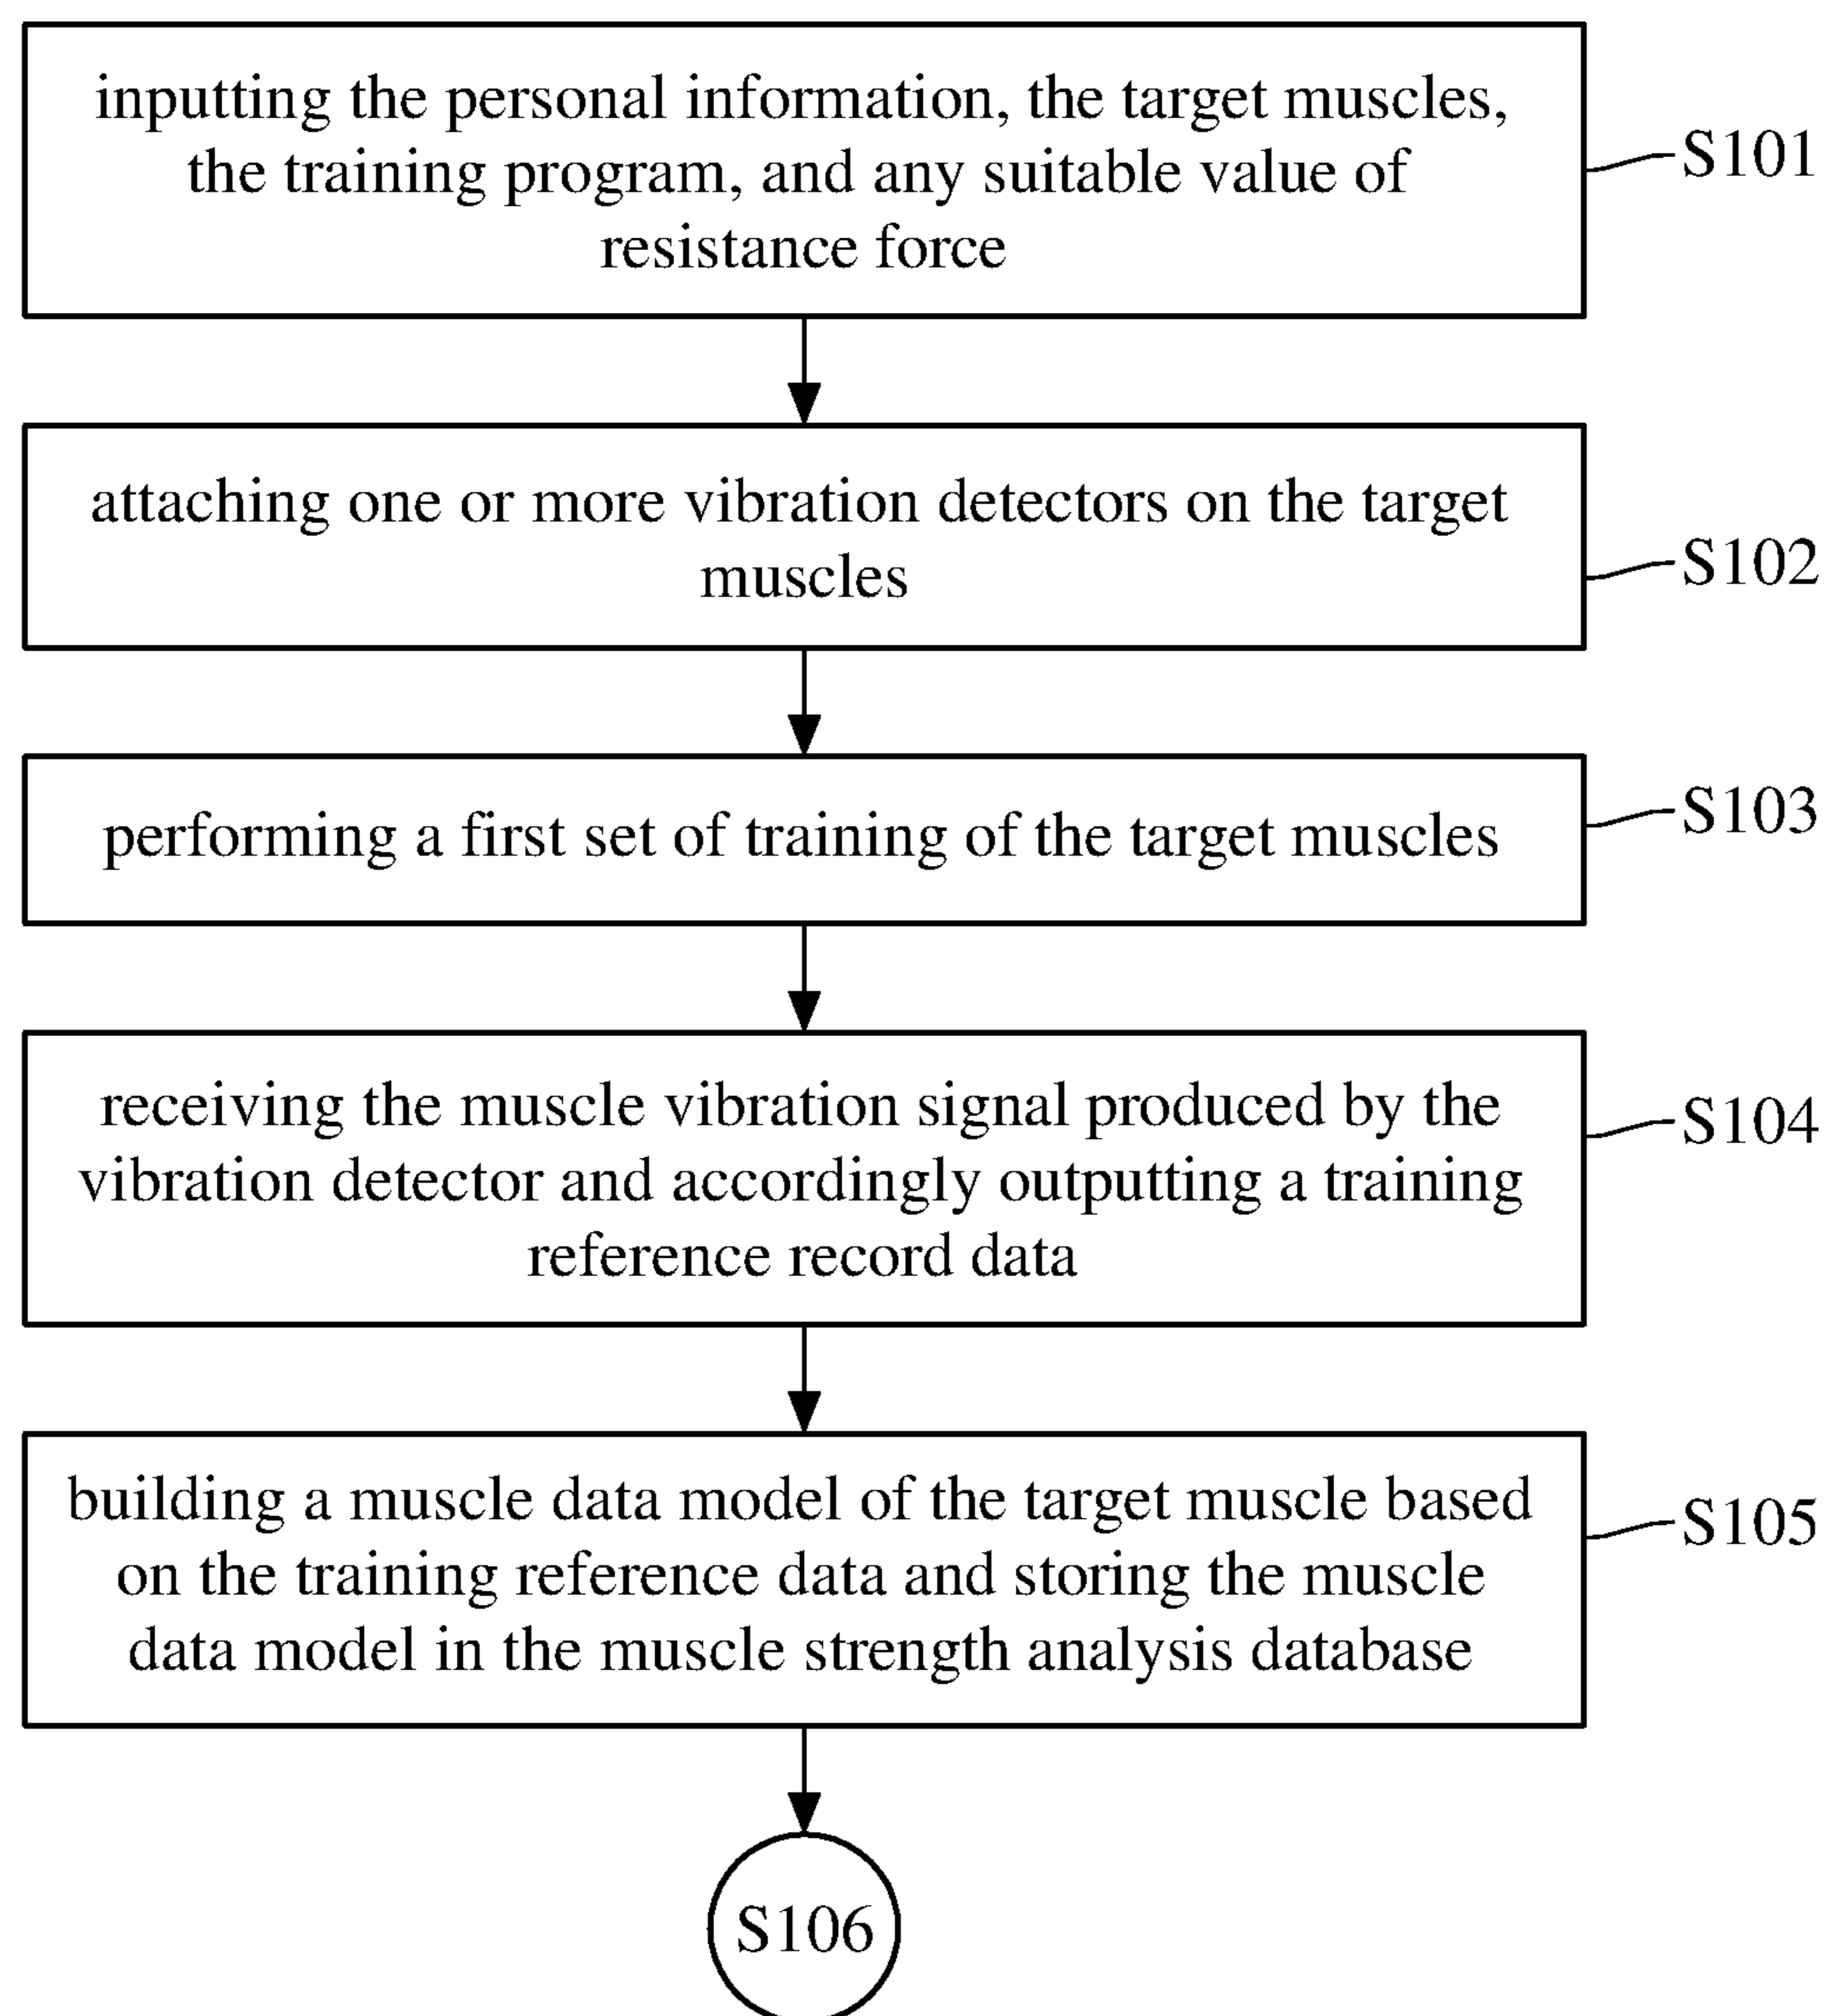 inputting the personal information, the target muscles,
the training program, and any suitable value of
resistance force
S101
attaching one or more vibration detectors on the target
muscles
S102
performing a first set of training of the target muscles
S103
receiving the muscle vibration signal produced by the
vibration detector and accordingly outputting a training
reference record data
S104
building a muscle data model of the target muscle based
on the training reference data and storing the muscle
data model in the muscle strength analysis database
S105
S106